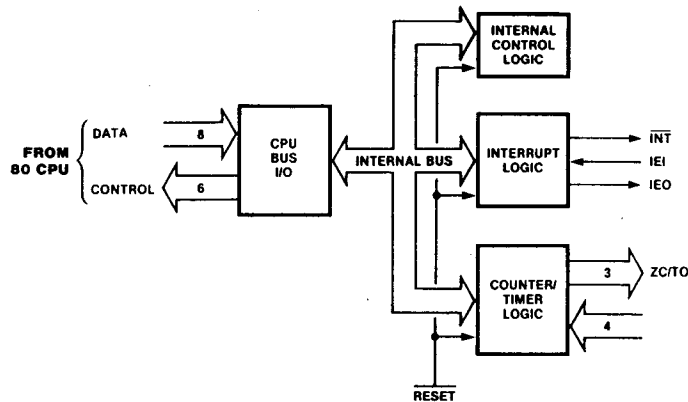 INTERNAL
CONTROL
LOGIC
DATA
8
FROM
80 CPU
CONTROL
6
CPU
BUS
I/O
INTERNAL BUS
INTERRUPT
LOGIC
INT
IEI
IEO
COUNTER/
TIMER
LOGIC
3
ZC/TO
4
RESET